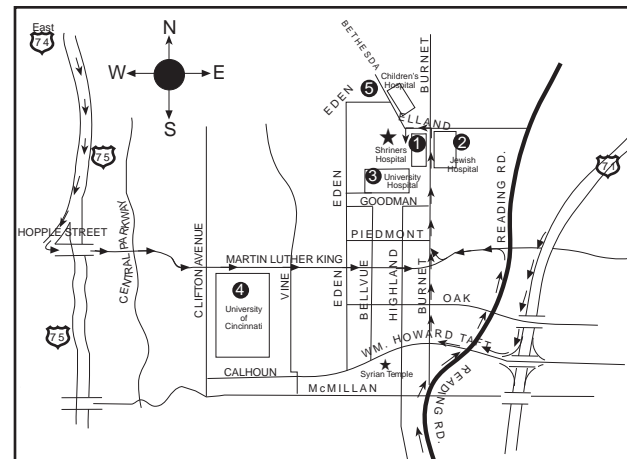 East
74
N
W
E
S
75
HOPPLE STREET
75
CENTRAL PARKWAY
CLIFTON AVENUE
VINE
MARTIN LUTHER KING
4
University
of
Cincinnati
CALHOUN
McMILLAN
BETHESDA
EDEN
5
Children's
Hospital
BURNET
ELLAND
Shriners
Hospital
1
2
Jewish
Hospital
3
University
Hospital
GOODMAN
PIEDMONT
EDEN
EDEN
BELLVUE
HIGHLAND
BURNET
OAK
WM. HOWARD TAFT
Syrian Temple
READING RD.
READING RD.
71